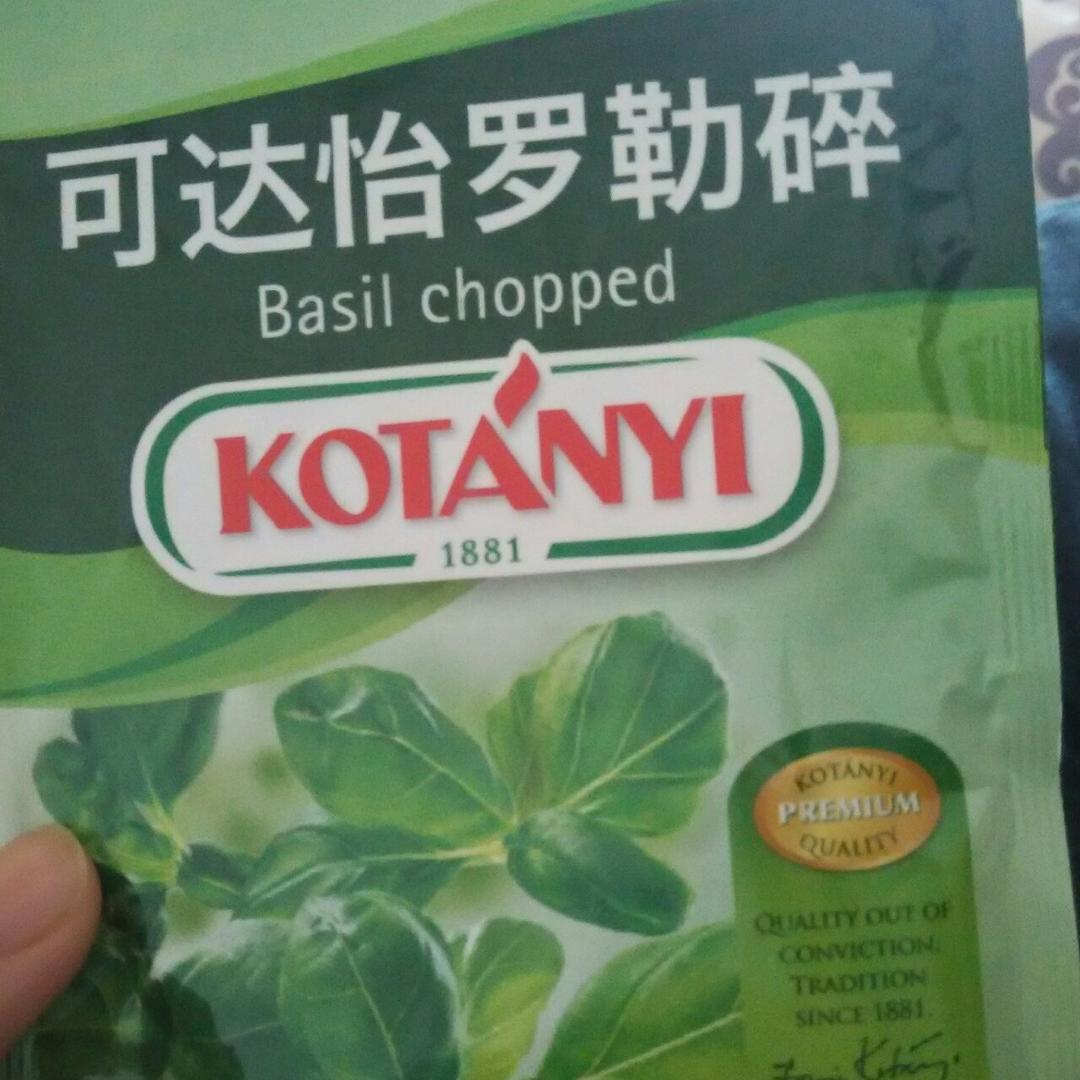 可达怡罗勒碎
Basil chopped
KOTÁNYI
1881
KOTÁNYI
PREMIUM
QUALITY
QUALITY OUT OF
CONVICTION.
TRADITION
SINCE 1881.